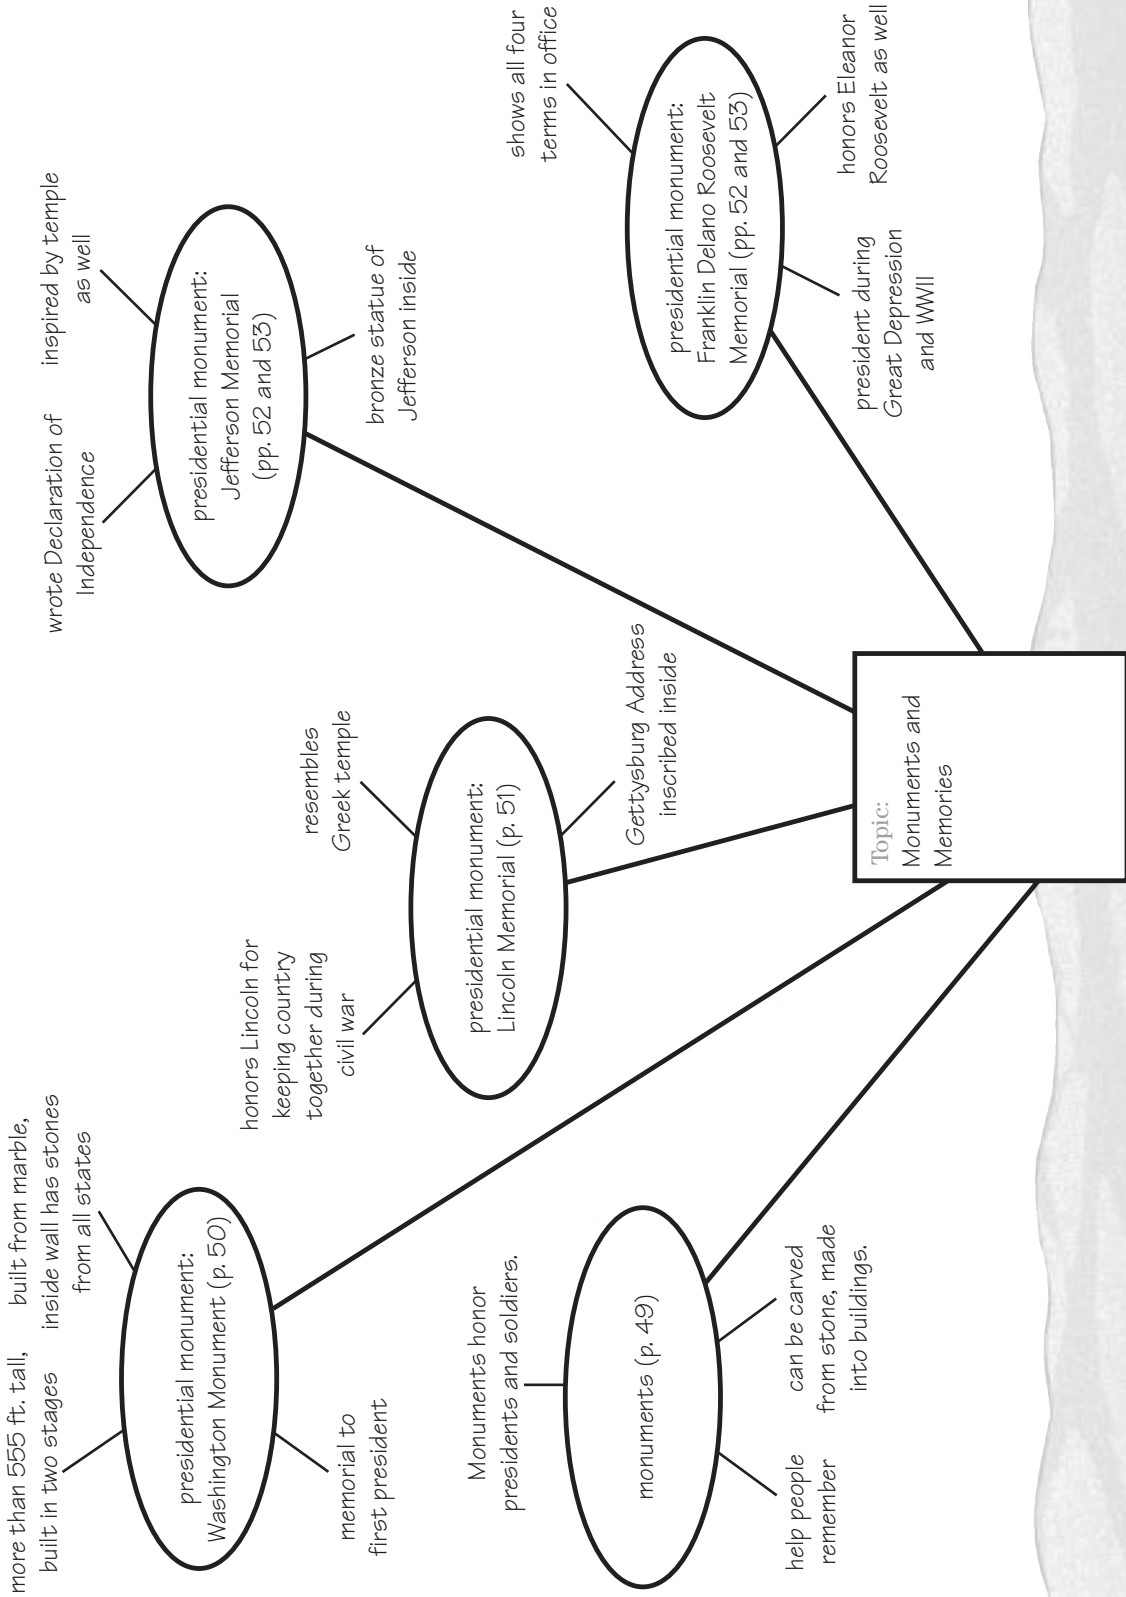 more than 555 ft. tall,
built in two stages
built from marble,
inside wall has stones
from all states
presidential monument:
Washington Monument (p. 50)
memorial to
first president
Monuments honor
presidents and soldiers.
monuments (p. 49)
help people
remember
can be carved
from stone, made
into buildings.
honors Lincoln for
keeping country
together during
civil war
resembles
Greek temple
presidential monument:
Lincoln Memorial (p. 51)
Gettysburg Address
inscribed inside
wrote Declaration of
Independence
inspired by temple
as well
presidential monument:
Jefferson Memorial
(pp. 52 and 53)
bronze statue of
Jefferson inside
shows all four
terms in office
presidential monument:
Franklin Delano Roosevelt
Memorial (pp. 52 and 53)
president during
Great Depression
and WWII
honors Eleanor
Roosevelt as well
Topic:
Monuments and
Memories